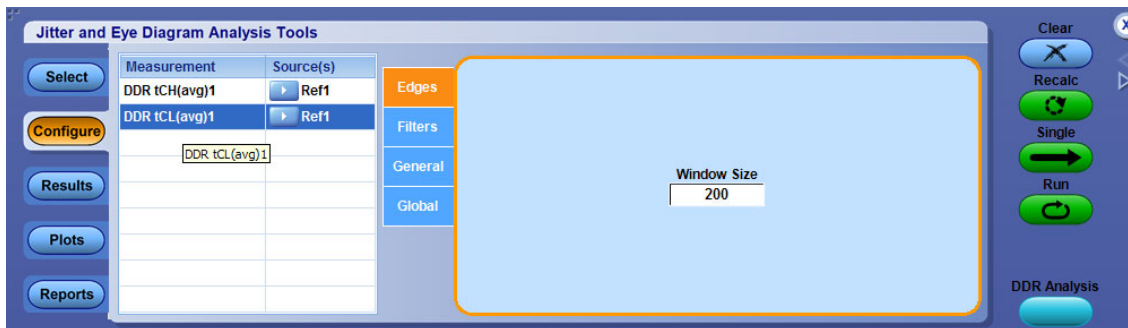 Jitter and Eye Diagram Analysis Tools
Select
Configure
Results
Plots
Reports
Measurement Source(s)
DDR tCH(avg)1 Ref1
DDR tCL(avg)1 Ref1
DDR tCL(avg)1
Edges
Filters
General
Global
Window Size
200
Clear
X
Recalc
Single
Run
DDR Analysis